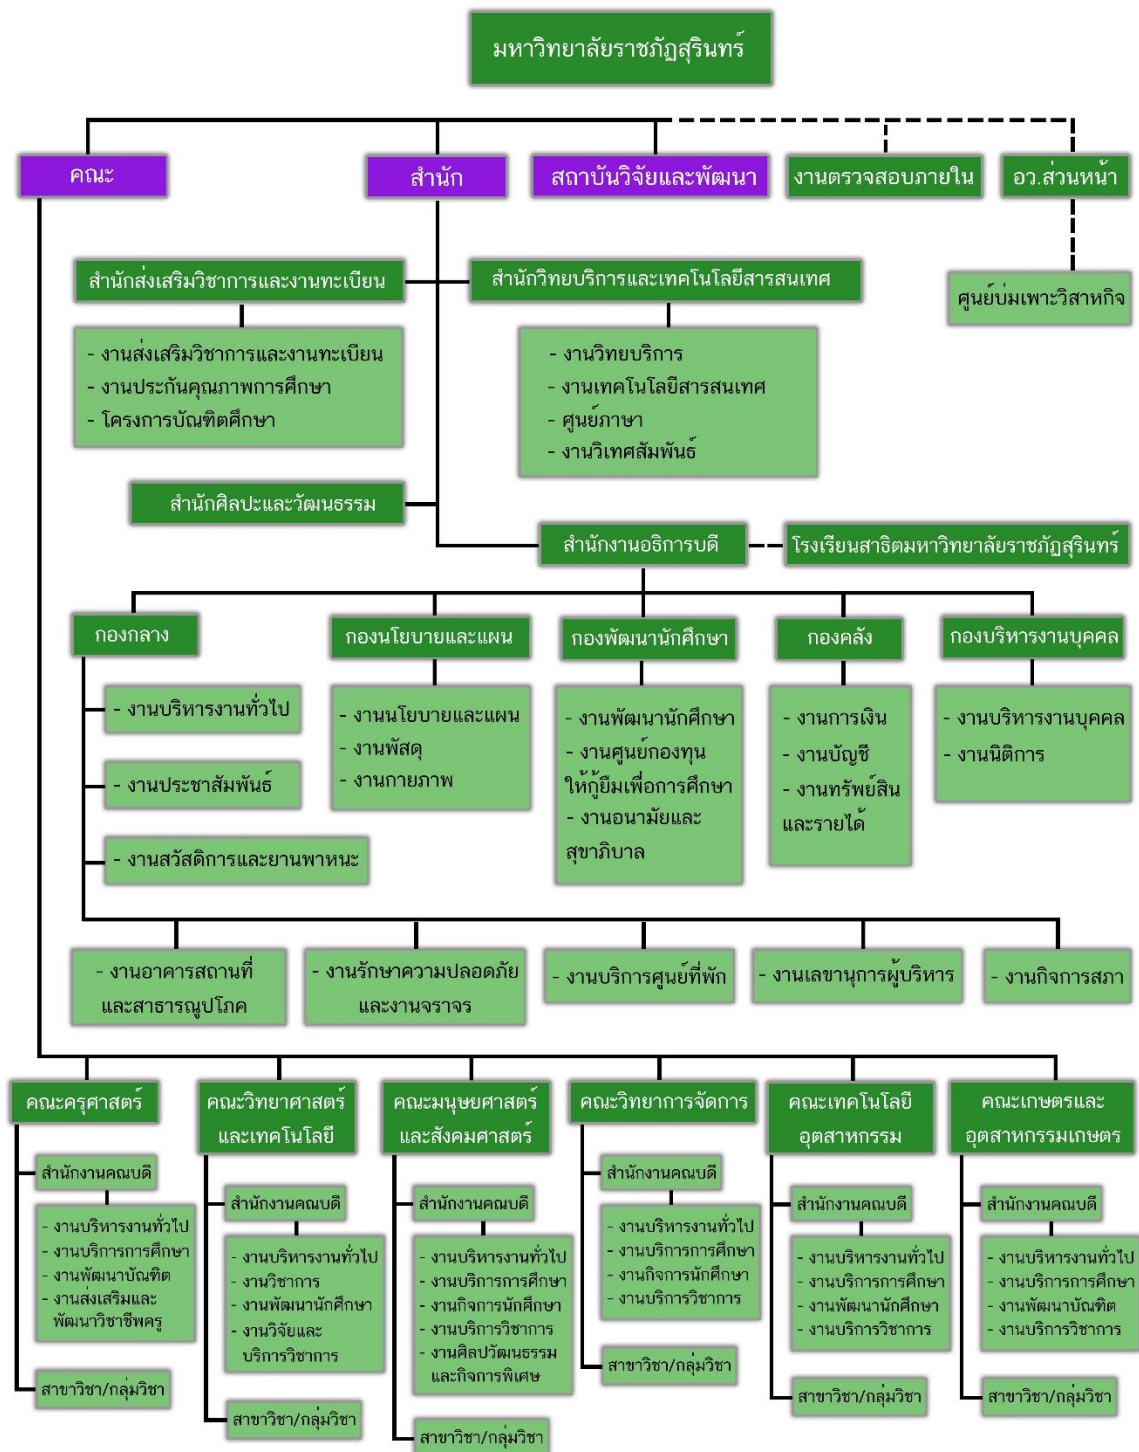 มหาวิทยาลัยราชภัฏสุรินทร์
คณะ
สำนัก
สถาบันวิจัยและพัฒนา
งานตรวจสอบภายใน
อว.ส่วนหน้า
ศูนย์บ่มเพาะวิสาหกิจ
สำนักส่งเสริมวิชาการและงานทะเบียน
- งานส่งเสริมวิชาการและงานทะเบียน
- งานประกันคุณภาพการศึกษา
- โครงการบัณฑิตศึกษา
สำนักวิทยบริการและเทคโนโลยีสารสนเทศ
- งานวิทยบริการ
- งานเทคโนโลยีสารสนเทศ
- ศูนย์ภาษา
- งานวิเทศสัมพันธ์
สำนักศิลปะและวัฒนธรรม
สำนักงานอธิการบดี
โรงเรียนสาธิตมหาวิทยาลัยราชภัฏสุรินทร์
กองกลาง
- งานบริหารงานทั่วไป
- งานประชาสัมพันธ์
- งานสวัสดิการและยานพาหนะ
กองนโยบายและแผน
- งานนโยบายและแผน
- งานพัสดุ
- งานกายภาพ
กองพัฒนานักศึกษา
- งานพัฒนานักศึกษา
- งานศูนย์กองทุน
ให้กู้ยืมเพื่อการศึกษา
- งานอนามัยและ
สุขาภิบาล
กองคลัง
- งานการเงิน
- งานบัญชี
- งานทรัพย์สิน
และรายได้
กองบริหารงานบุคคล
- งานบริหารงานบุคคล
- งานนิติการ
- งานอาคารสถานที่
และสาธารณูปโภค
- งานรักษาความปลอดภัย
และงานจราจร
- งานบริการศูนย์ที่พัก
- งานเลขานุการผู้บริหาร
- งานกิจการสภา
คณะครุศาสตร์
สำนักงานคณบดี
- งานบริหารงานทั่วไป
- งานบริการการศึกษา
- งานพัฒนาบัณฑิต
- งานส่งเสริมและ
พัฒนาวิชาชีพครู
สาขาวิชา/กลุ่มวิชา
คณะวิทยาศาสตร์
และเทคโนโลยี
สำนักงานคณบดี
- งานบริหารงานทั่วไป
- งานวิชาการ
- งานพัฒนานักศึกษา
- งานวิจัยและ
บริการวิชาการ
สาขาวิชา/กลุ่มวิชา
คณะมนุษยศาสตร์
และสังคมศาสตร์
สำนักงานคณบดี
- งานบริหารงานทั่วไป
- งานบริการการศึกษา
- งานกิจการนักศึกษา
- งานบริการวิชาการ
- งานศิลปวัฒนธรรม
และกิจการพิเศษ
สาขาวิชา/กลุ่มวิชา
คณะวิทยาการจัดการ
สำนักงานคณบดี
- งานบริหารงานทั่วไป
- งานบริการการศึกษา
- งานกิจการนักศึกษา
- งานบริการวิชาการ
สาขาวิชา/กลุ่มวิชา
คณะเทคโนโลยี
อุตสาหกรรม
สำนักงานคณบดี
- งานบริหารงานทั่วไป
- งานบริการการศึกษา
- งานพัฒนานักศึกษา
- งานบริการวิชาการ
สาขาวิชา/กลุ่มวิชา
คณะเกษตรและ
อุตสาหกรรมเกษตร
สำนักงานคณบดี
- งานบริหารงานทั่วไป
- งานบริการการศึกษา
- งานพัฒนาบัณฑิต
- งานบริการวิชาการ
สาขาวิชา/กลุ่มวิชา